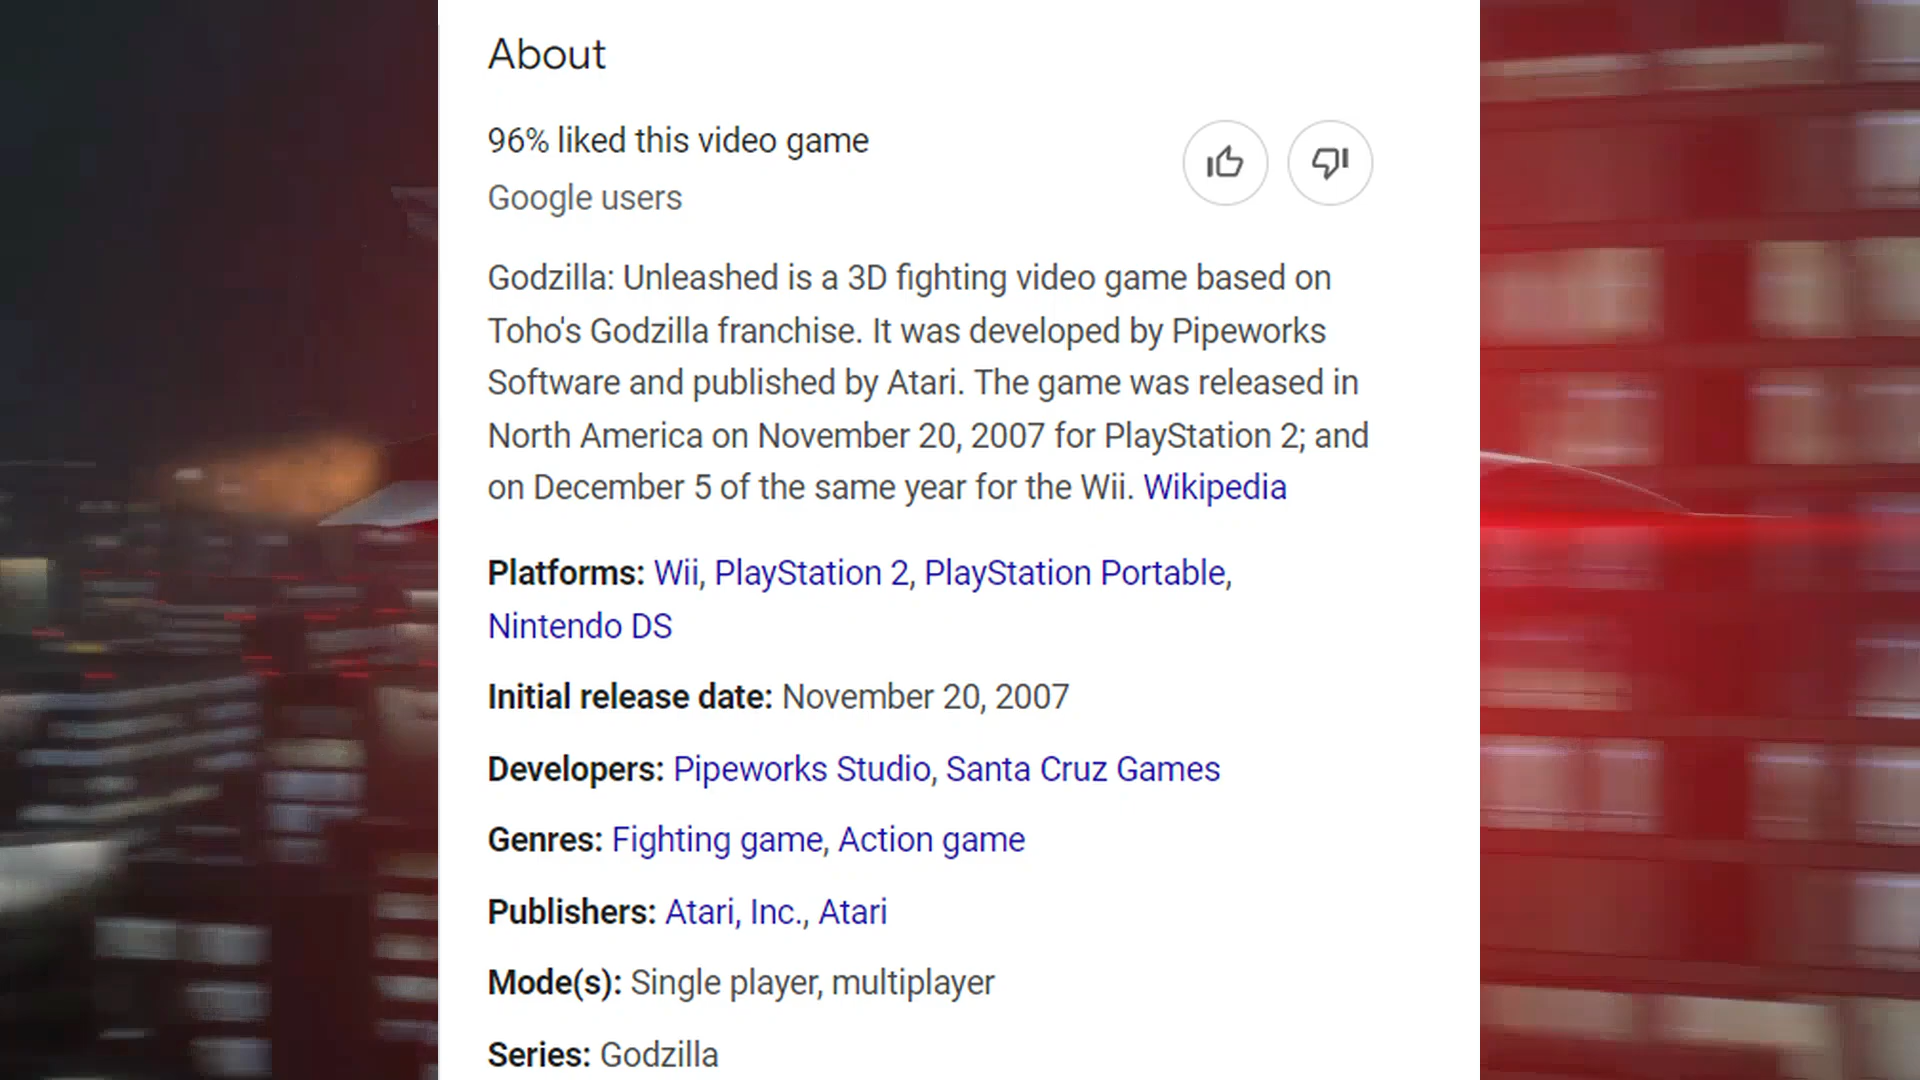 About
96% liked this video game
Google users
Godzilla: Unleashed is a 3D fighting video game based on
Toho's Godzilla franchise. It was developed by Pipeworks
Software and published by Atari. The game was released in
North America on November 20, 2007 for PlayStation 2; and
on December 5 of the same year for the Wii. Wikipedia
Platforms: Wii, PlayStation 2, PlayStation Portable,
Nintendo DS
Initial release date: November 20, 2007
Developers: Pipeworks Studio, Santa Cruz Games
Genres: Fighting game, Action game
Publishers: Atari, Inc., Atari
Mode(s): Single player, multiplayer
Series: Godzilla